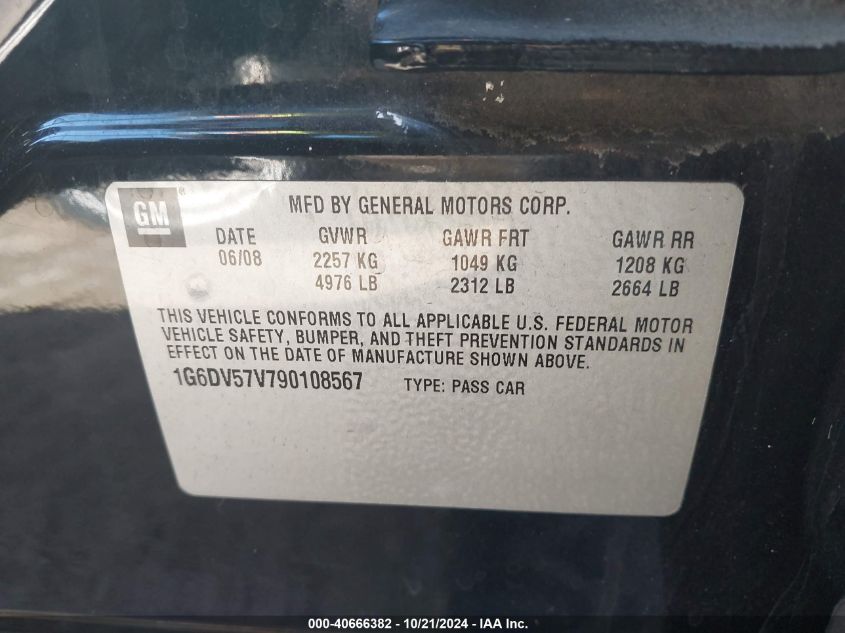 GM ®
MFD BY GENERAL MOTORS CORP.
DATE GVWR GAWR FRT GAWR RR
06/08 2257 KG 1049 KG 1208 KG
4976 LB 2312 LB 2664 LB
THIS VEHICLE CONFORMS TO ALL APPLICABLE U.S. FEDERAL MOTOR
VEHICLE SAFETY, BUMPER, AND THEFT PREVENTION STANDARDS IN
EFFECT ON THE DATE OF MANUFACTURE SHOWN ABOVE.
1G6DV57V790108567 TYPE: PASS CAR
000-40666382 - 10/21/2024 - IAA Inc.